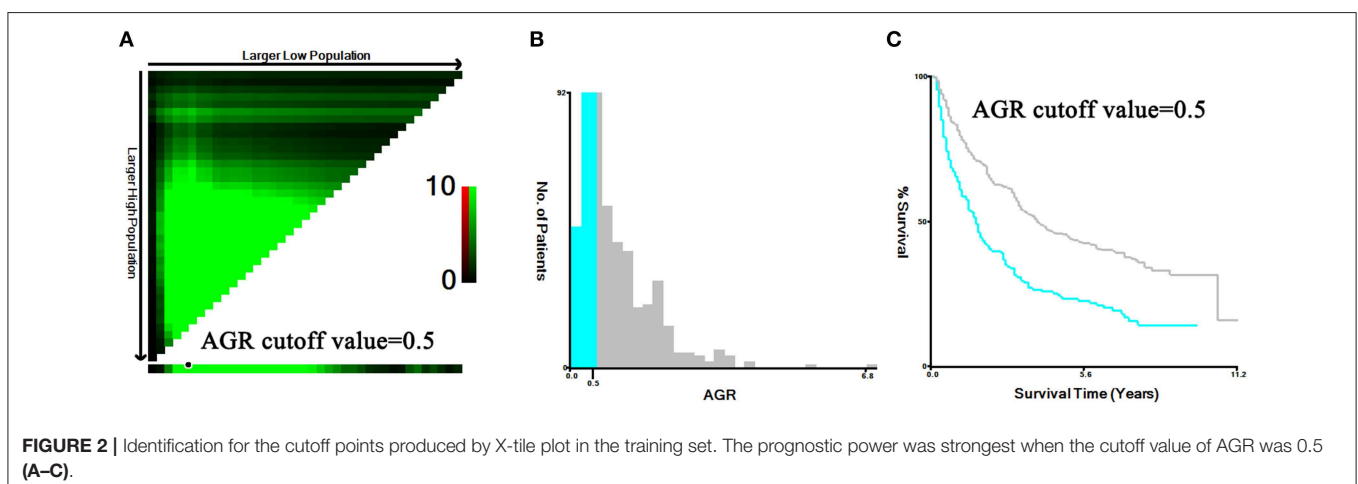 A
Larger Low Population
Larger High Population
10
0
AGR cutoff value=0.5
B
92
No. of Patients
0
0.0
0.5
6.8
AGR
C
100
AGR cutoff value=0.5
% Survival
50
0
0.0
5.6
11.2
Survival Time (Years)
FIGURE 2 | Identification for the cutoff points produced by X-tile plot in the training set. The prognostic power was strongest when the cutoff value of AGR was 0.5
(A–C).